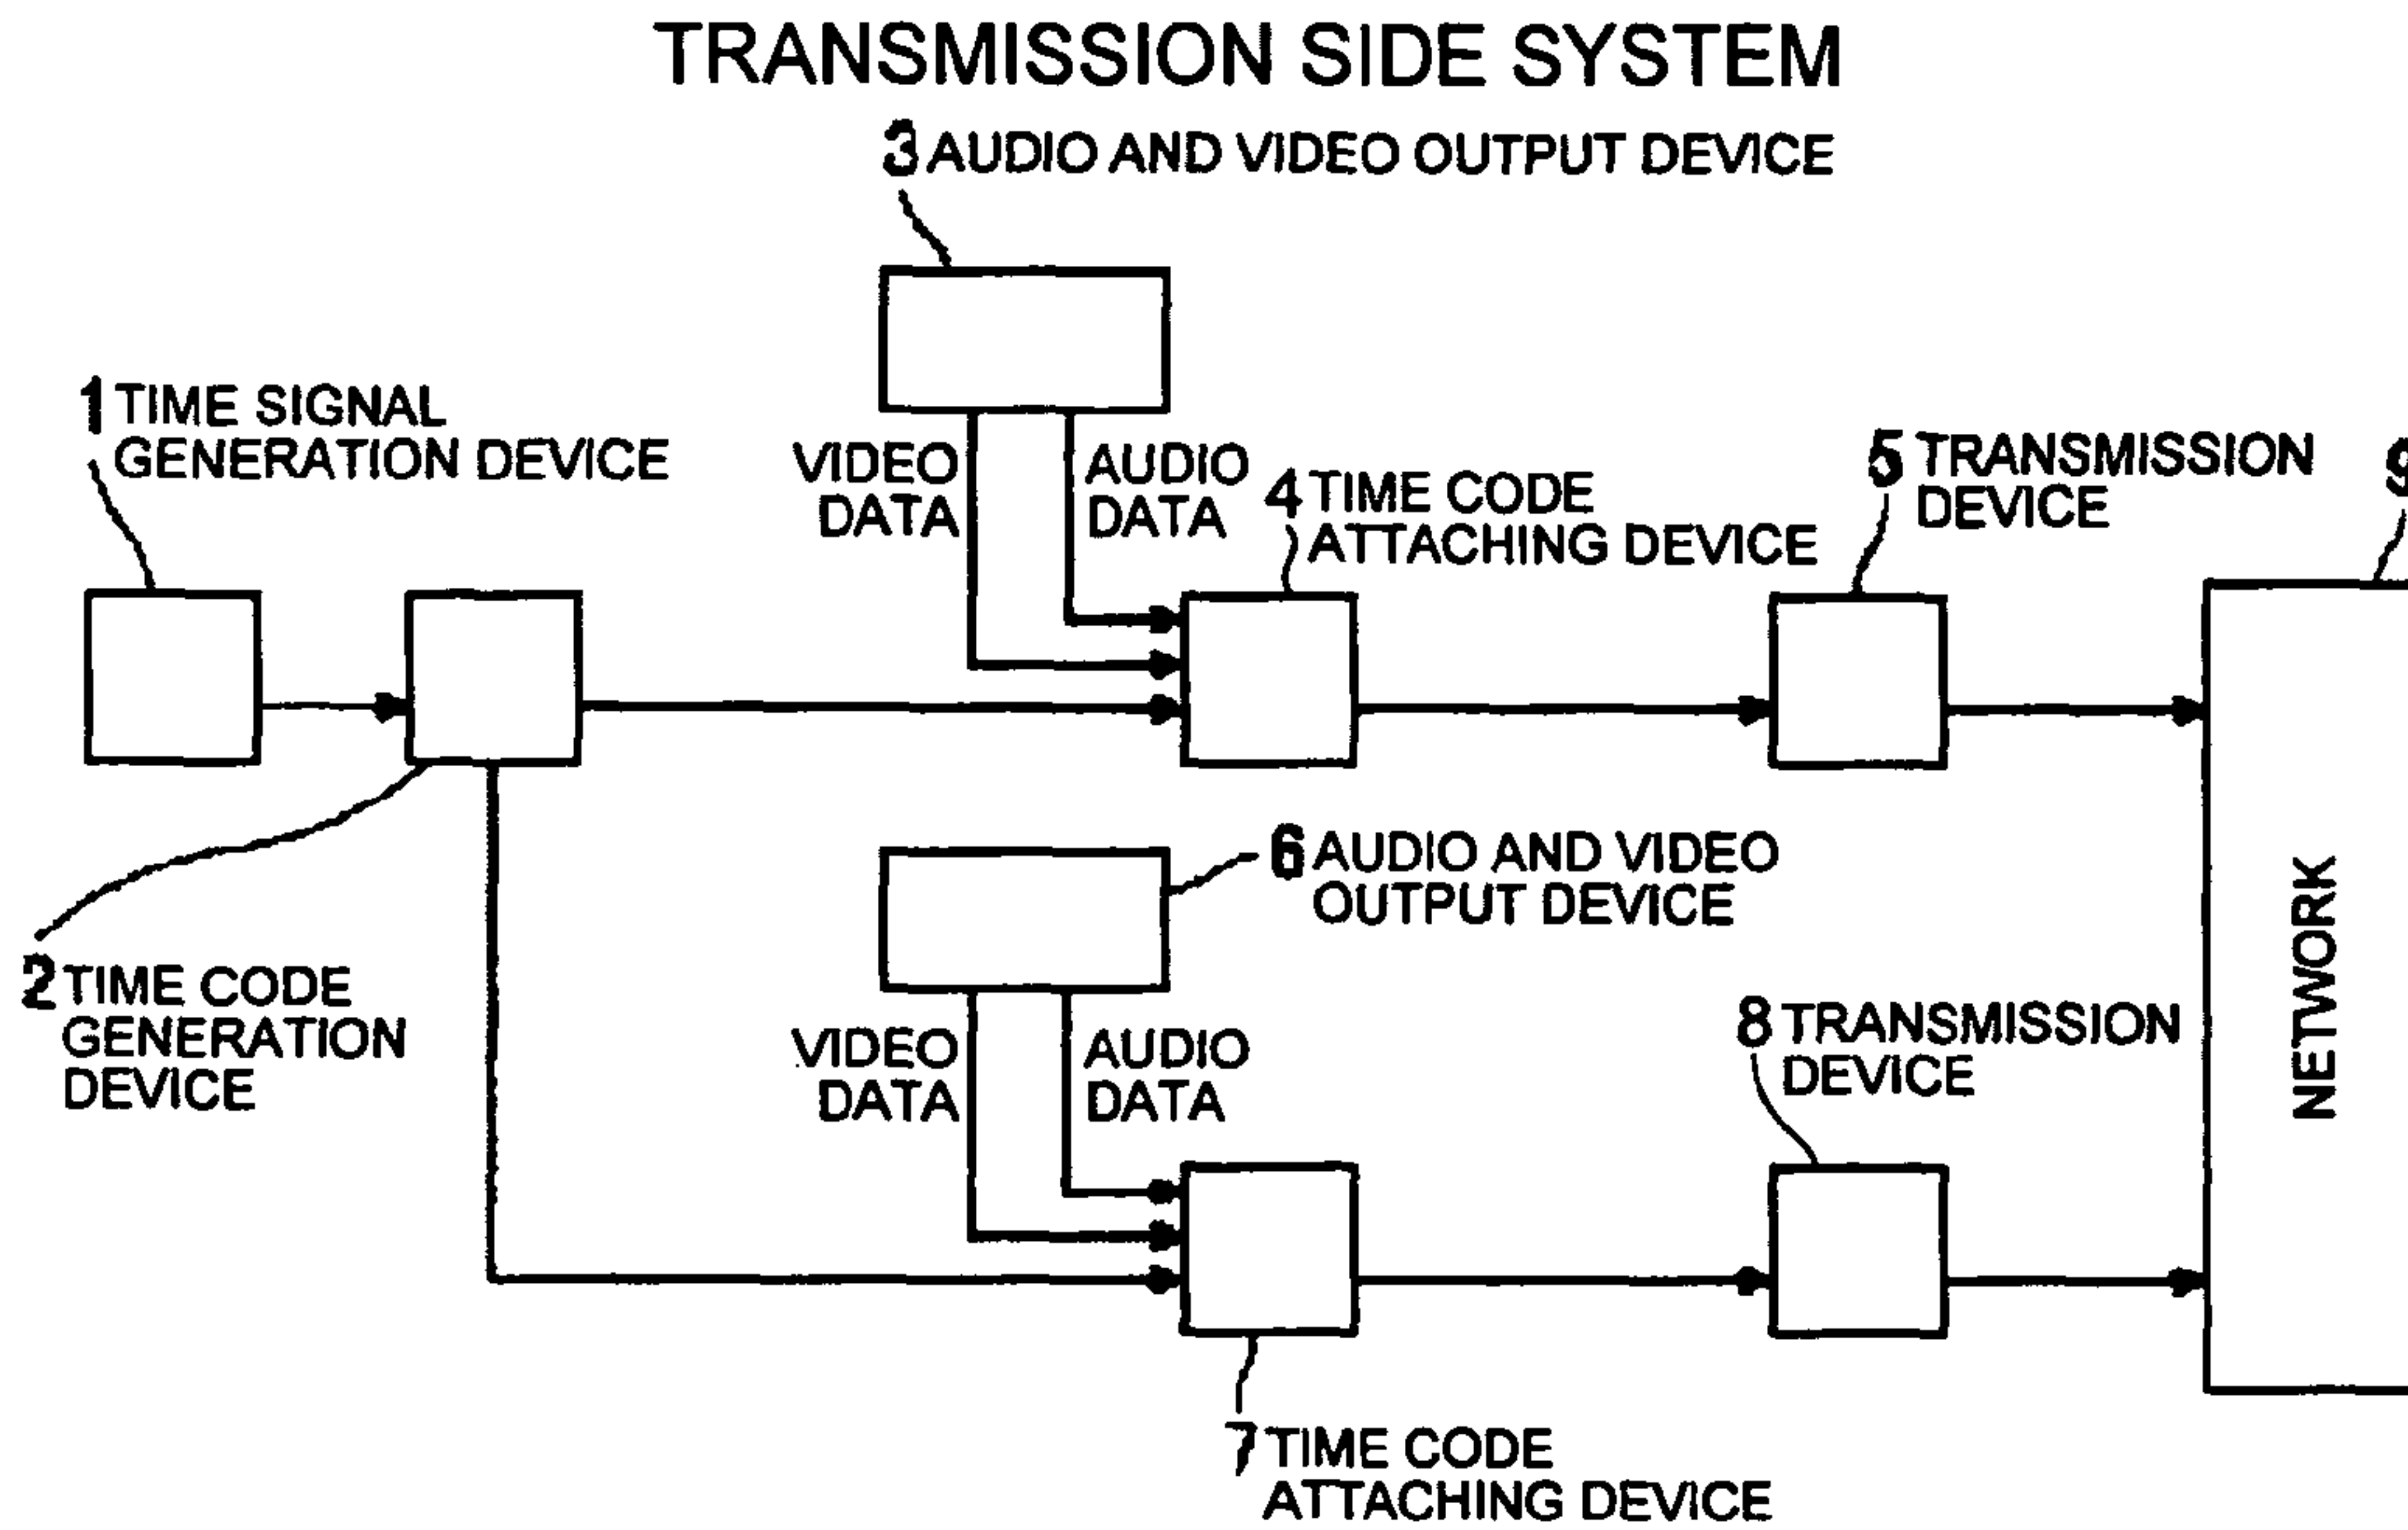 TRANSMISSION SIDE SYSTEM
3 AUDIO AND VIDEO OUTPUT DEVICE
1 TIME SIGNAL
GENERATION DEVICE
VIDEO
DATA
AUDIO
DATA
4 TIME CODE
ATTACHING DEVICE
5 TRANSMISSION
DEVICE
9
2 TIME CODE
GENERATION
DEVICE
6 AUDIO AND VIDEO
OUTPUT DEVICE
VIDEO
DATA
AUDIO
DATA
8 TRANSMISSION
DEVICE
NETWORK
7 TIME CODE
ATTACHING DEVICE